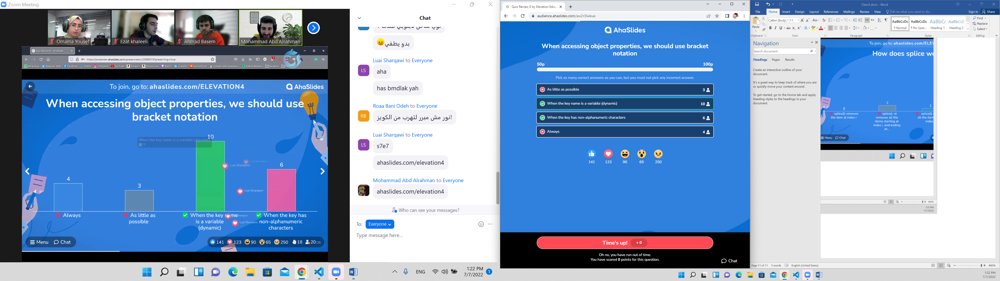 Zoom Meeting
Omama Yousef
Ezat khaleeli
Ahmad Basem
Mohammad Abd Alrahman
Quiz Review 0 - AhaSlides
https://presenter.ahaslides.com/presentation/2898919?presenting=true
WhatsApp Telegram Web Facebook Twitter Instagram YouTube Amazon Amazon.de Twitch LinkedIn SoundCloud linkedin skill assessme... Python Mastery Elevation
To join, go to: ahaslides.com/ELEVATION4
AhaSlides
When accessing object properties, we should use
bracket notation
When the key name is a variable (dynamic)
10
4
3
10
6
Luai Sharqawi
Luai Sharqawi
Luai Sharqawi
❌ Always
❌ As little as
possible
✅ When the key name
is a variable
(dynamic)
✅ When the key has
non-alphanumeric
characters
Luai Sharqawi
Luai Sharqawi
Menu Chat
141 123 90 65 250 18 20/25
Chat
بدو يطفي😖
Luai Sharqawi to Everyone
LS
aha
has bmdlak yah
Roaa Bani Odeh to Everyone
RB
نور مش مبرر لتهرب من الكويز!
Luai Sharqawi to Everyone
LS
s7e7
ahaslides.com/elevation4
Mohammad Abd Alrahman to Everyone
ahaslides.com/elevation4
Who can see your messages?
To: Everyone
Type message here...
ENG
1:22 PM
7/7/2022
1
Quiz Review 0 by Elevation Educa
audience.ahaslides.com/aw2r3lwkue
AhaSlides
When accessing object properties, we should use bracket
notation
50p 100p
Pick as many correct answers as you can, but you must not pick any incorrect answer.
As little as possible 3
When the key name is a variable (dynamic) 10
When the key has non-alphanumeric characters 6
Always 4
141 123 90 65 250
Time's up! + 0
Oh no, you have run out of time.
You have scored 0 points for this question.
Chat
Class5.docx - Word
File Home Insert Design Layout References Mailings Review View Tell me what you want to do... Sign in Share
Paste
Calibri (Body) 11
B I U abc X₂ X²
AaBbCcDc AaBbCcDc AaBbCc AaBbCcE
¶ Normal ¶ No Spac... Heading 1 Heading 2
Find
Replace
Select
Clipboard Font Paragraph Styles Editing
Navigation
Search document
Headings Pages Results
Create an interactive outline of your
document.
It's a great way to keep track of where you are
or quickly move your content around.
To get started, go to the Home tab and apply
Heading styles to the headings in your
document.
To join, go to: ahaslides.com/ELEV
How does splice wo
0
2
1
❌ splice(i) removes
the item at index i
❌ splice(i, n)
removes all the
items starting at
index i, and ending
at...
❌ splice(i)
all the item
index
Menu Chat
480%
1:21 PM
7/7/2022
Page 11 of 11 5 words English (United States)
480%
1:22 PM
7/7/2022